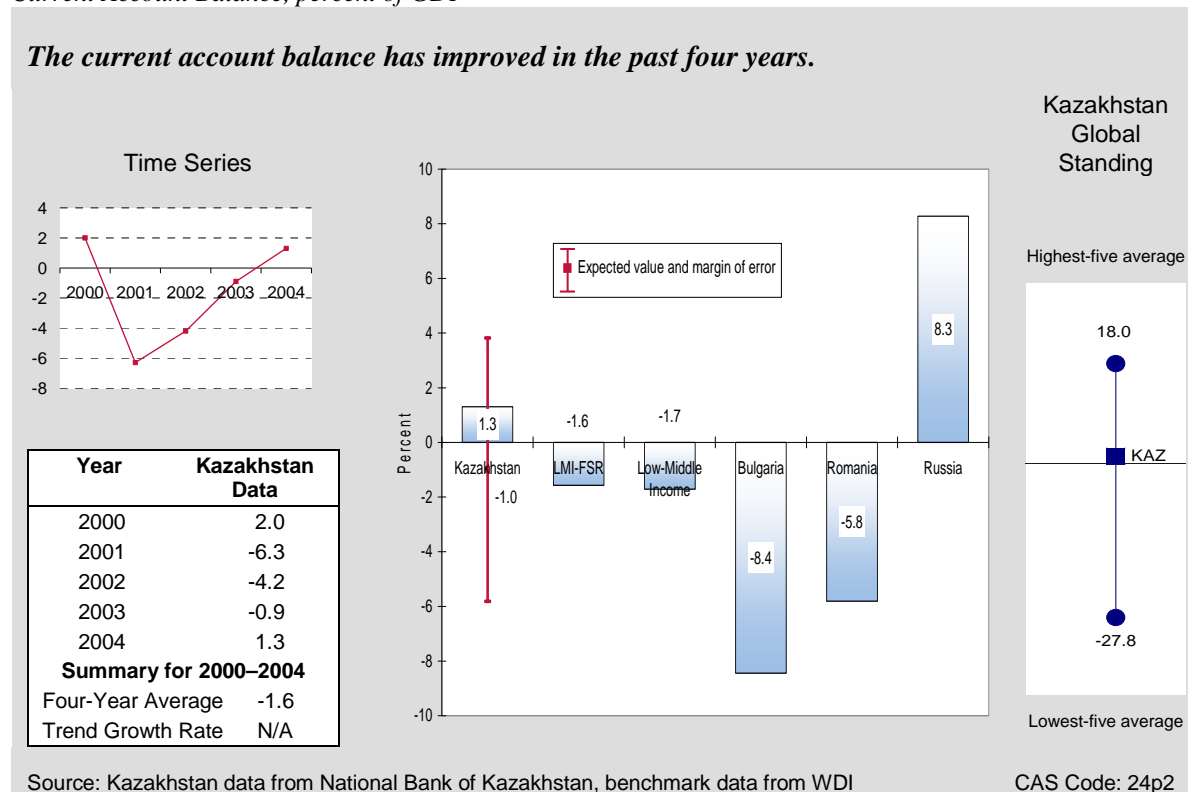 The current account balance has improved in the past four years.
Time Series
4
2
0
-2
-4
-6
-8
2000 2001 2002 2003 2004
Year Kazakhstan Data
2000 2.0
2001 -6.3
2002 -4.2
2003 -0.9
2004 1.3
Summary for 2000–2004
Four-Year Average -1.6
Trend Growth Rate N/A
Percent
10
8
6
4
2
0
-2
-4
-6
-8
-10
Expected value and margin of error
1.3
-1.0
-1.6
-1.7
-8.4
-5.8
8.3
Kazakhstan LMI-FSR Low-Middle Income Bulgaria Romania Russia
Kazakhstan
Global
Standing
Highest-five average
18.0
KAZ
-27.8
Lowest-five average
Source: Kazakhstan data from National Bank of Kazakhstan, benchmark data from WDI CAS Code: 24p2